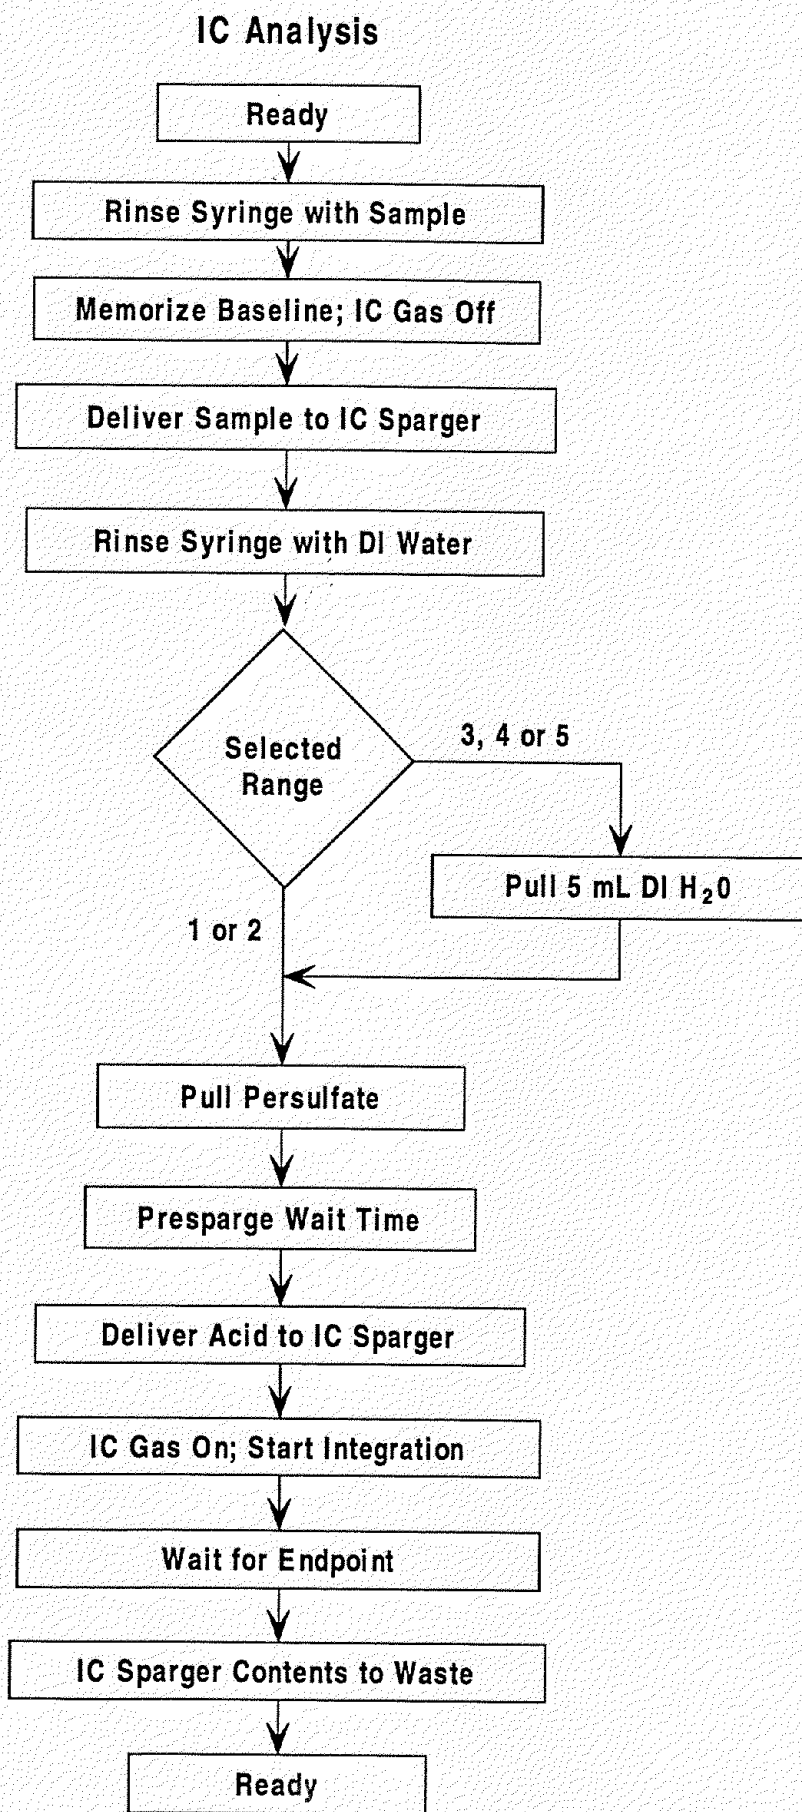 IC Analysis
Ready
Rinse Syringe with Sample
Memorize Baseline; IC Gas Off
Deliver Sample to IC Sparger
Rinse Syringe with DI Water
Selected
Range
3, 4 or 5
Pull 5 mL DI H₂0
1 or 2
Pull Persulfate
Presparge Wait Time
Deliver Acid to IC Sparger
IC Gas On; Start Integration
Wait for Endpoint
IC Sparger Contents to Waste
Ready